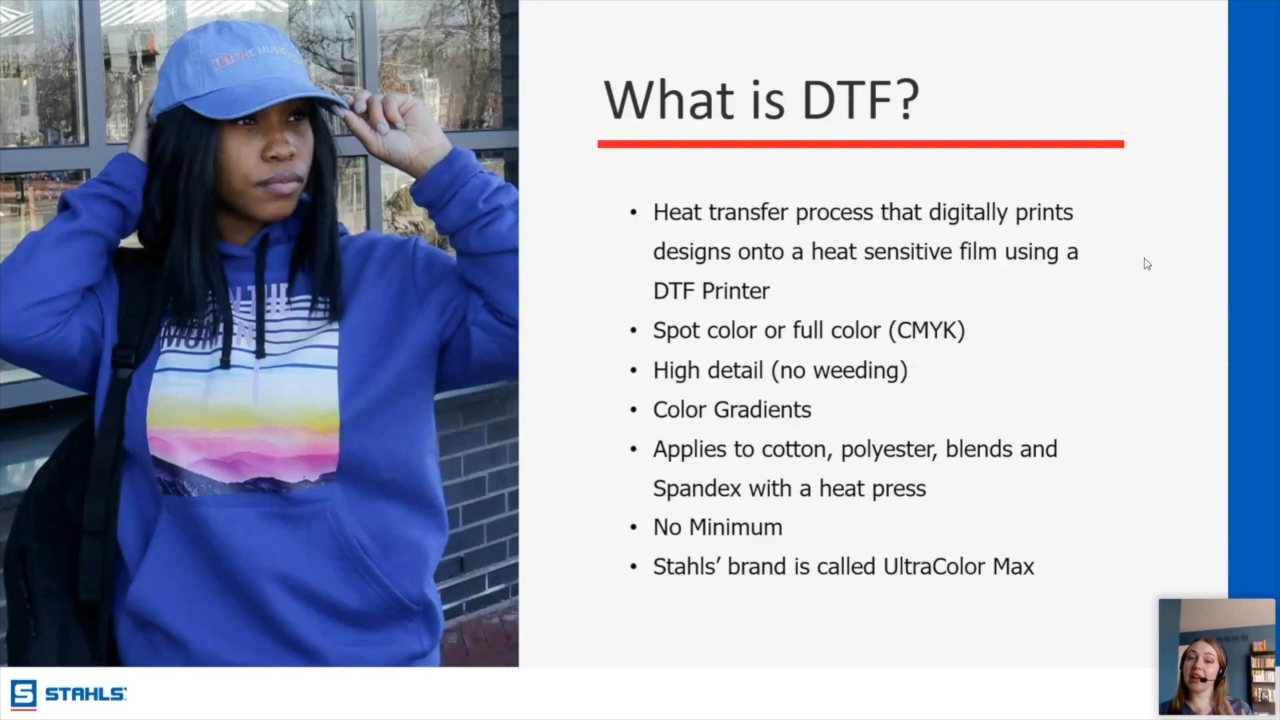 What is DTF?
• Heat transfer process that digitally prints
designs onto a heat sensitive film using a
DTF Printer
• Spot color or full color (CMYK)
• High detail (no weeding)
• Color Gradients
• Applies to cotton, polyester, blends and
Spandex with a heat press
• No Minimum
• Stahls’ brand is called UltraColor Max
S STAHLS'